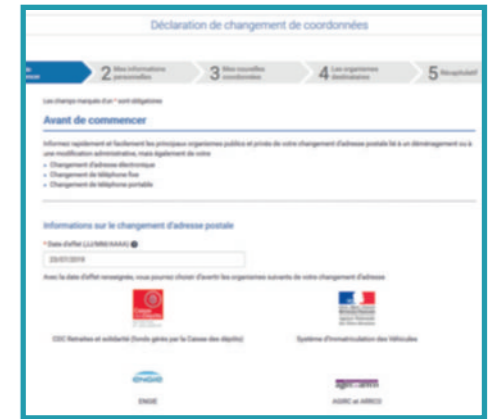 Déclaration de changement de coordonnées
2 Mes informations personnelles
3 Mes nouvelles coordonnées
4 Les organismes destinataires
5 Récapitulatif
Les champs marqués d'un * sont obligatoires
Avant de commencer
Informez rapidement et facilement les principaux organismes publics et privés de votre changement d'adresse postale lié à un déménagement ou à
une modification administrative, mais également de votre
Changement d'adresse électronique
Changement de téléphone fixe
Changement de téléphone portable
Informations sur le changement d'adresse postale
* Date d'effet (JJ/MM/AAAA)
23/07/2019
Avec la date d'effet renseignée, vous pourrez choisir d'avertir les organismes suivants de votre changement d'adresse
CDC Retraites et solidarité (fonds gérés par la Caisse des dépôts)
Système d'Immatriculation des Véhicules
ENGIE
agirc-arrco
ENGIE
AGIRC et ARRCO